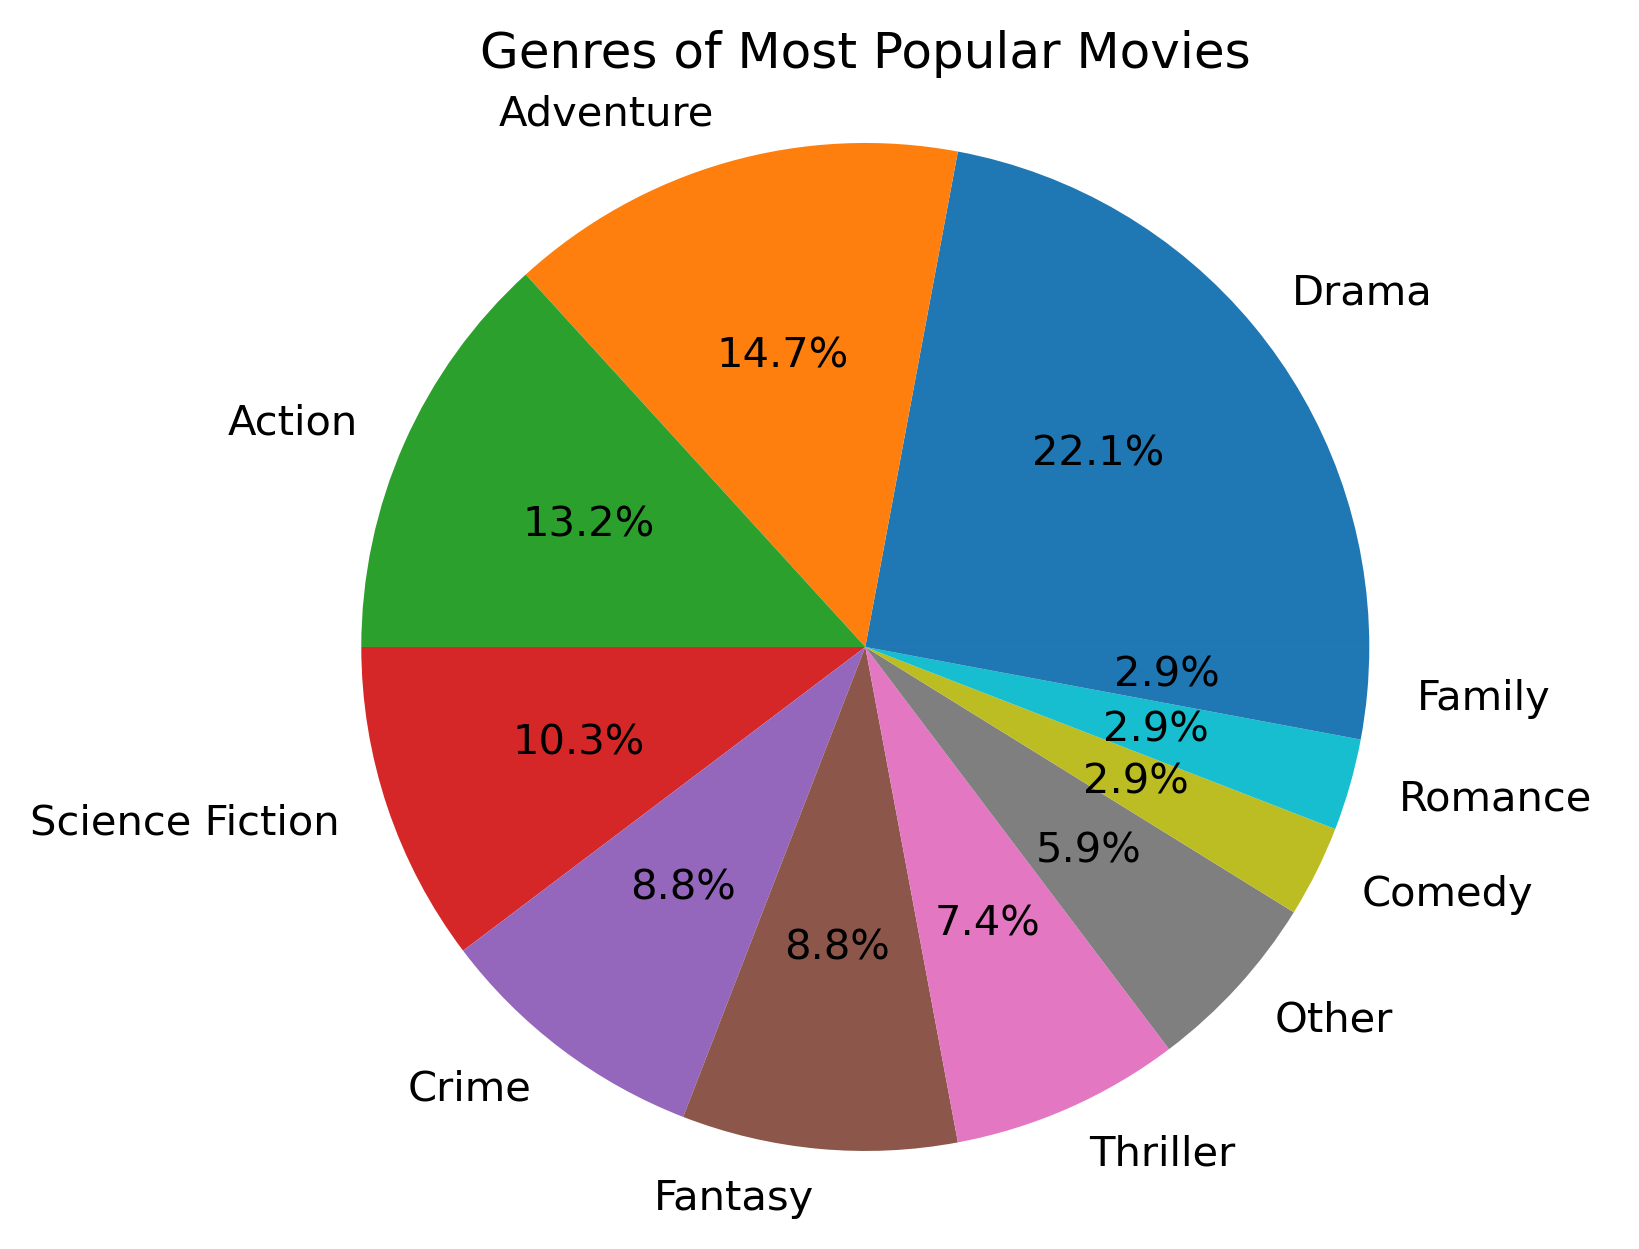 Genres of Most Popular Movies
Adventure
Drama
14.7%
22.1%
Action
13.2%
2.9%
Family
2.9%
10.3%
2.9%
Romance
Science Fiction
5.9%
8.8%
Comedy
7.4%
8.8%
Other
Crime
Thriller
Fantasy